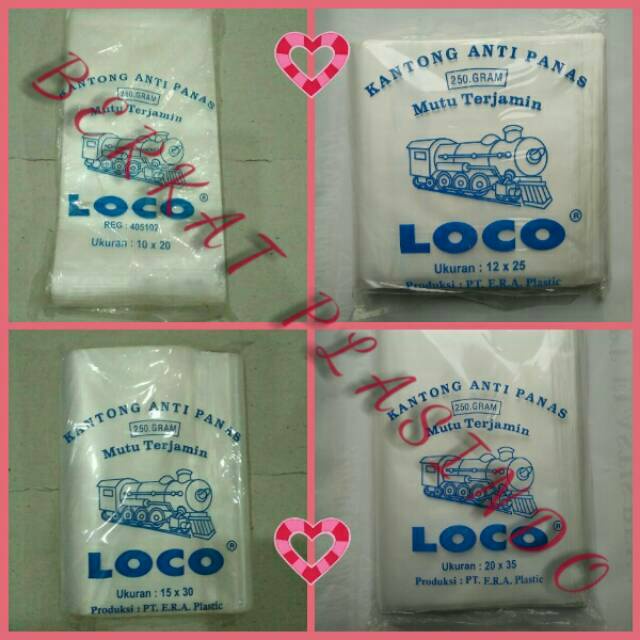 KANTONG ANTI PANAS
250.GRAM
Mutu Terjamin
LOCO
REG : 405102
Ukuran : 10 x 20
KANTONG ANTI PANAS
250.GRAM
Mutu Terjamin
LOCO ®
Ukuran : 12 x 25
Produksi : PT. E.R.A. Plastic
KANTONG ANTI PANAS
250.GRAM
Mutu Terjamin
LOCO ®
Ukuran : 15 x 30
Produksi : PT. E.R.A. Plastic
KANTONG ANTI PANAS
250.GRAM
Mutu Terjamin
LOCO ®
Ukuran : 20 x 35
Produksi : PT. E.R.A. Plastic
BERKAT PLASINDO